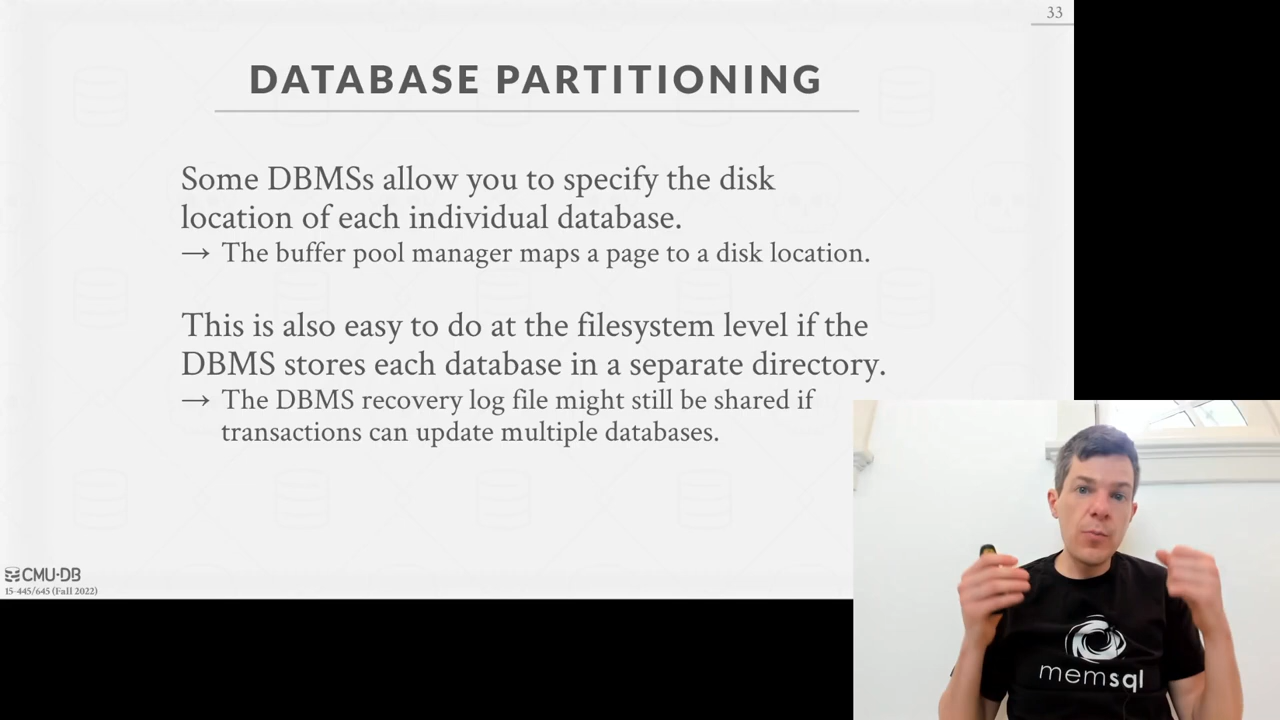 33
DATABASE PARTITIONING
Some DBMSs allow you to specify the disk
location of each individual database.
→ The buffer pool manager maps a page to a disk location.
This is also easy to do at the filesystem level if the
DBMS stores each database in a separate directory.
→ The DBMS recovery log file might still be shared if
transactions can update multiple databases.
CMU·DB
15-445/645 (Fall 2022)
memsql